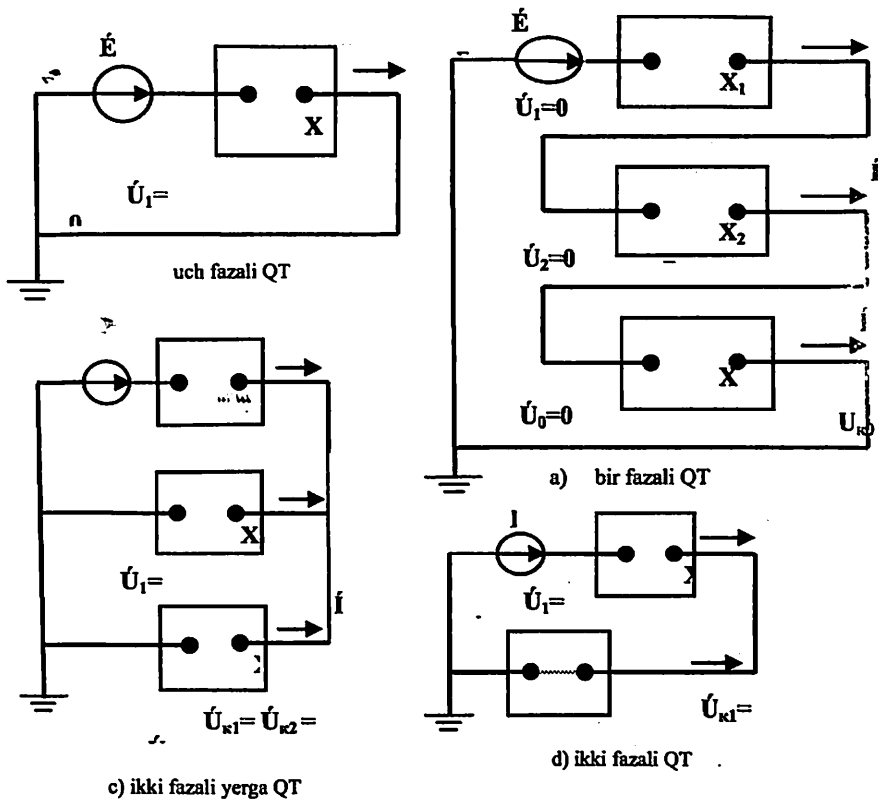 É
X
Ú₁=
uch fazali QT
É
X₁
Ú₁=0
X₂
Ú₂=0
X
Ú₀=0
a) bir fazali QT
X
Ú₁=
Í
Úк1= Úк2=
c) ikki fazali yerga QT
Ú₁=
Úк1=
d) ikki fazali QT